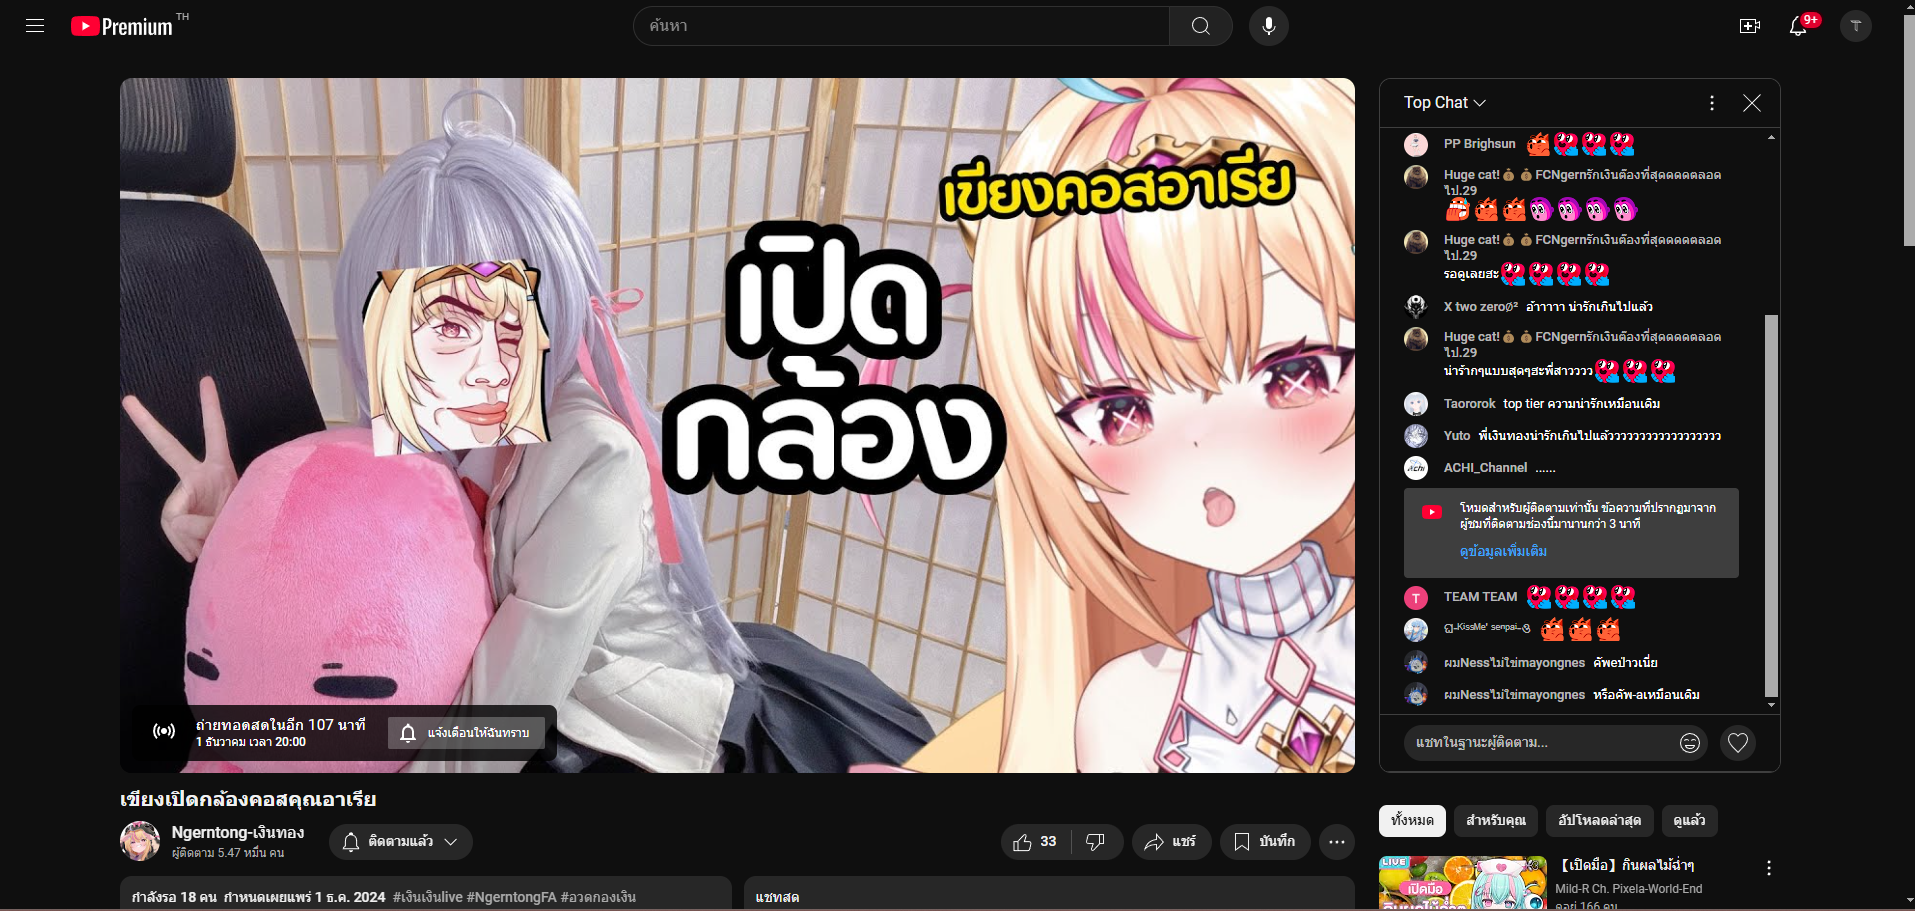 Premium TH
ค้นหา
9+
T
เขียงคอสอาเรีย
เปิด
กล้อง
ถ่ายทอดสดในอีก 107 นาที
1 ธันวาคม เวลา 20:00
แจ้งเตือนให้ฉันทราบ
Top Chat
PP Brighsun
Huge cat!💰💰FCNgernรักเงินต๊องที่สุดดดดตลอด
ไป.29
Huge cat!💰💰FCNgernรักเงินต๊องที่สุดดดดตลอด
ไป.29
รอดูเลยสะ
X two zeroØ² อ้าาาาา น่ารักเกินไปแล้ว
Huge cat!💰💰FCNgernรักเงินต๊องที่สุดดดดตลอด
ไป.29
น่าร้ากๆแบบสุดๆสะพี่สาวววว
Taororok top tier ความน่ารักเหมือนเดิม
Yuto พี่เงินทองน่ารักเกินไปแล้วววววววววววววววววว
Achi
ACHI_Channel ......
โหมดสำหรับผู้ติดตามเท่านั้น ข้อความที่ปรากฏมาจาก
ผู้ชมที่ติดตามช่องนี้มานานกว่า 3 นาที
ดูข้อมูลเพิ่มเติม
T
TEAM TEAM
ᴷⁱˢˢᴹᵉ' ˢᵉⁿᵖᵃⁱ
ผมNessไม่ใช่mayongnes คัพeป่าวเนี่ย
ผมNessไม่ใช่mayongnes หรือคัพ-aเหมือนเดิม
แชทในฐานะผู้ติดตาม...
เขียงเปิดกล้องคอสคุณอาเรีย
Ngerntong-เงินทอง
ผู้ติดตาม 5.47 หมื่น คน
ติดตามแล้ว
33
แชร์
บันทึก
กำลังรอ 18 คน กำหนดเผยแพร่ 1 ธ.ค. 2024 #เงินเงินlive #NgerntongFA #อวดกองเงิน
แชทสด
ทั้งหมด
สำหรับคุณ
อัปโหลดล่าสุด
ดูแล้ว
LIVE
เปิดมือ
กินผลไม้ฉ่ำๆ
【เปิดมือ】กินผลไม้ฉ่ำๆ
Mild-R Ch. Pixela-World-End
ดูอยู่ 166 คน